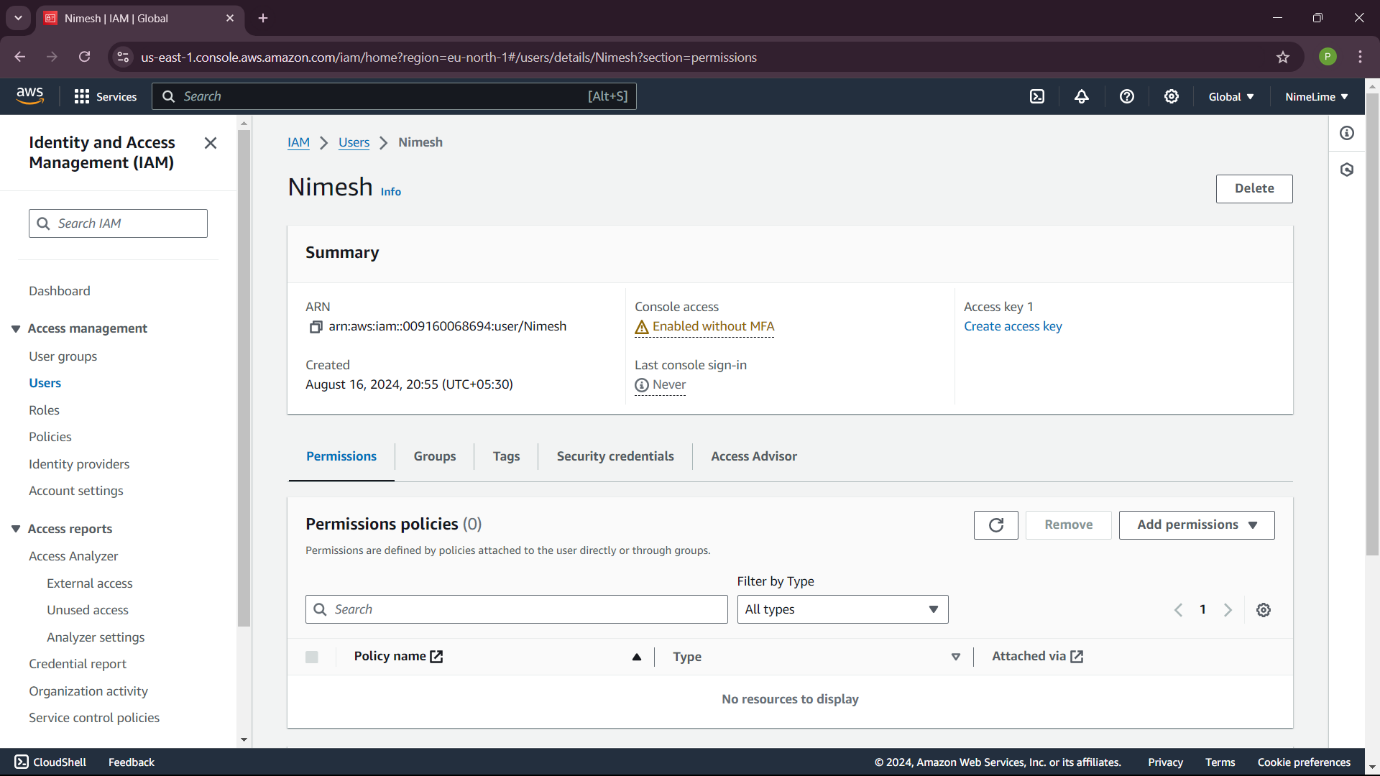 Nimesh | IAM | Global
us-east-1.console.aws.amazon.com/iam/home?region=eu-north-1#/users/details/Nimesh?section=permissions
P
aws
Services
Search
[Alt+S]
Global
NimeLime
Identity and Access
Management (IAM)
Search IAM
Dashboard
Access management
User groups
Users
Roles
Policies
Identity providers
Account settings
Access reports
Access Analyzer
External access
Unused access
Analyzer settings
Credential report
Organization activity
Service control policies
IAM > Users > Nimesh
Nimesh Info
Delete
Summary
ARN
arn:aws:iam::009160068694:user/Nimesh
Created
August 16, 2024, 20:55 (UTC+05:30)
Console access
Enabled without MFA
Last console sign-in
Never
Access key 1
Create access key
Permissions
Groups
Tags
Security credentials
Access Advisor
Permissions policies (0)
Remove
Add permissions
Permissions are defined by policies attached to the user directly or through groups.
Filter by Type
Search
All types
1
Policy name
Type
Attached via
No resources to display
CloudShell
Feedback
© 2024, Amazon Web Services, Inc. or its affiliates.
Privacy
Terms
Cookie preferences